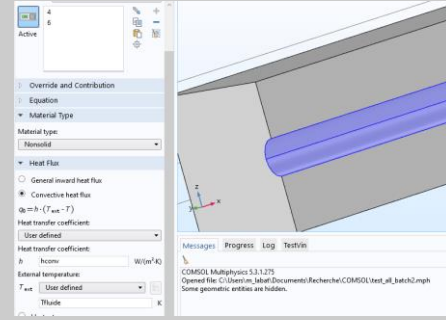 4
6
Active
Override and Contribution
Equation
Material Type
Material type:
Nonsolid
Heat Flux
General inward heat flux
Convective heat flux
q₀ = h · (Text - T)
Heat transfer coefficient:
User defined
Heat transfer coefficient:
h hconv W/(m²·K)
External temperature:
Text User defined
Tfluide K
z
y x
Messages Progress Log TestVin
COMSOL Multiphysics 5.3.1.275
Opened file: C:\Users\m_labat\Documents\Recherche\COMSOL\test_all_batch2.mph
Some geometric entities are hidden.